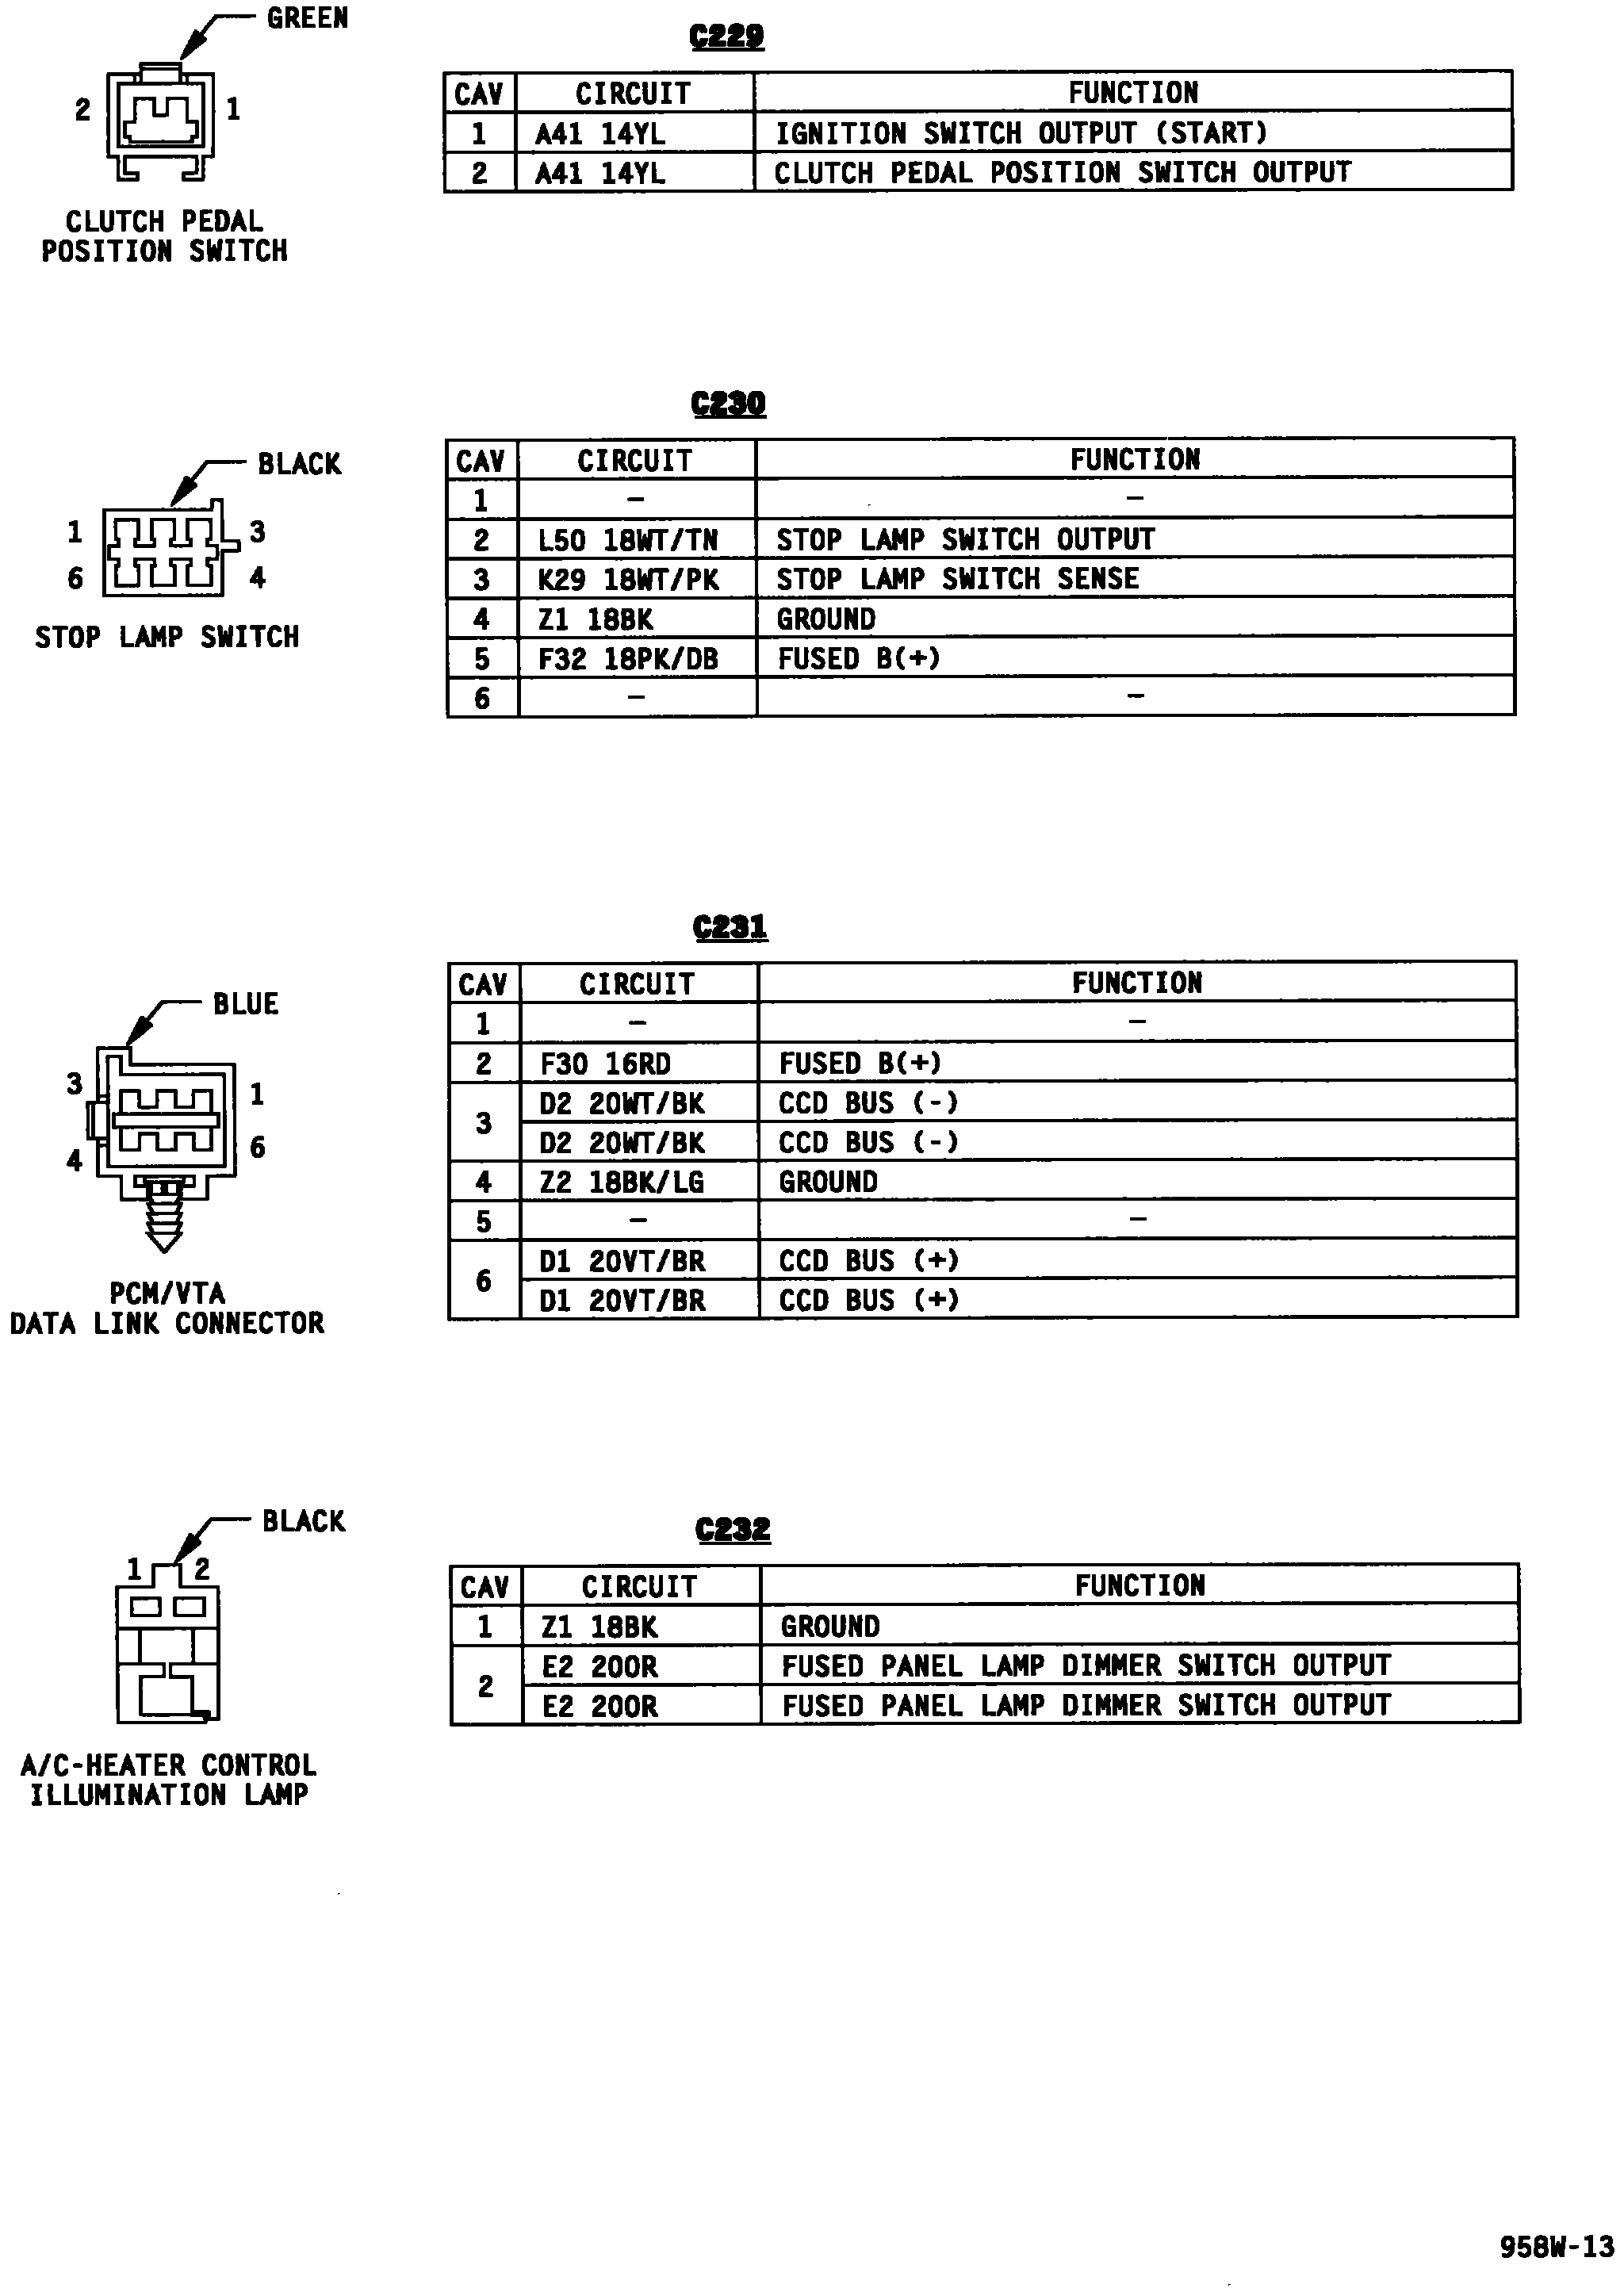 GREEN
2 1
CLUTCH PEDAL
POSITION SWITCH
C229
CAV CIRCUIT FUNCTION
1 A41 14YL IGNITION SWITCH OUTPUT (START)
2 A41 14YL CLUTCH PEDAL POSITION SWITCH OUTPUT
BLACK
1 3
6 4
STOP LAMP SWITCH
C230
CAV CIRCUIT FUNCTION
1 – –
2 L50 18WT/TN STOP LAMP SWITCH OUTPUT
3 K29 18WT/PK STOP LAMP SWITCH SENSE
4 Z1 18BK GROUND
5 F32 18PK/DB FUSED B(+)
6 – –
BLUE
3 1
4 6
PCM/VTA
DATA LINK CONNECTOR
C231
CAV CIRCUIT FUNCTION
1 – –
2 F30 16RD FUSED B(+)
3 D2 20WT/BK CCD BUS (-)
D2 20WT/BK CCD BUS (-)
4 Z2 18BK/LG GROUND
5 – –
6 D1 20VT/BR CCD BUS (+)
D1 20VT/BR CCD BUS (+)
BLACK
1 2
A/C-HEATER CONTROL
ILLUMINATION LAMP
C232
CAV CIRCUIT FUNCTION
1 Z1 18BK GROUND
2 E2 20OR FUSED PANEL LAMP DIMMER SWITCH OUTPUT
E2 20OR FUSED PANEL LAMP DIMMER SWITCH OUTPUT
958W-13